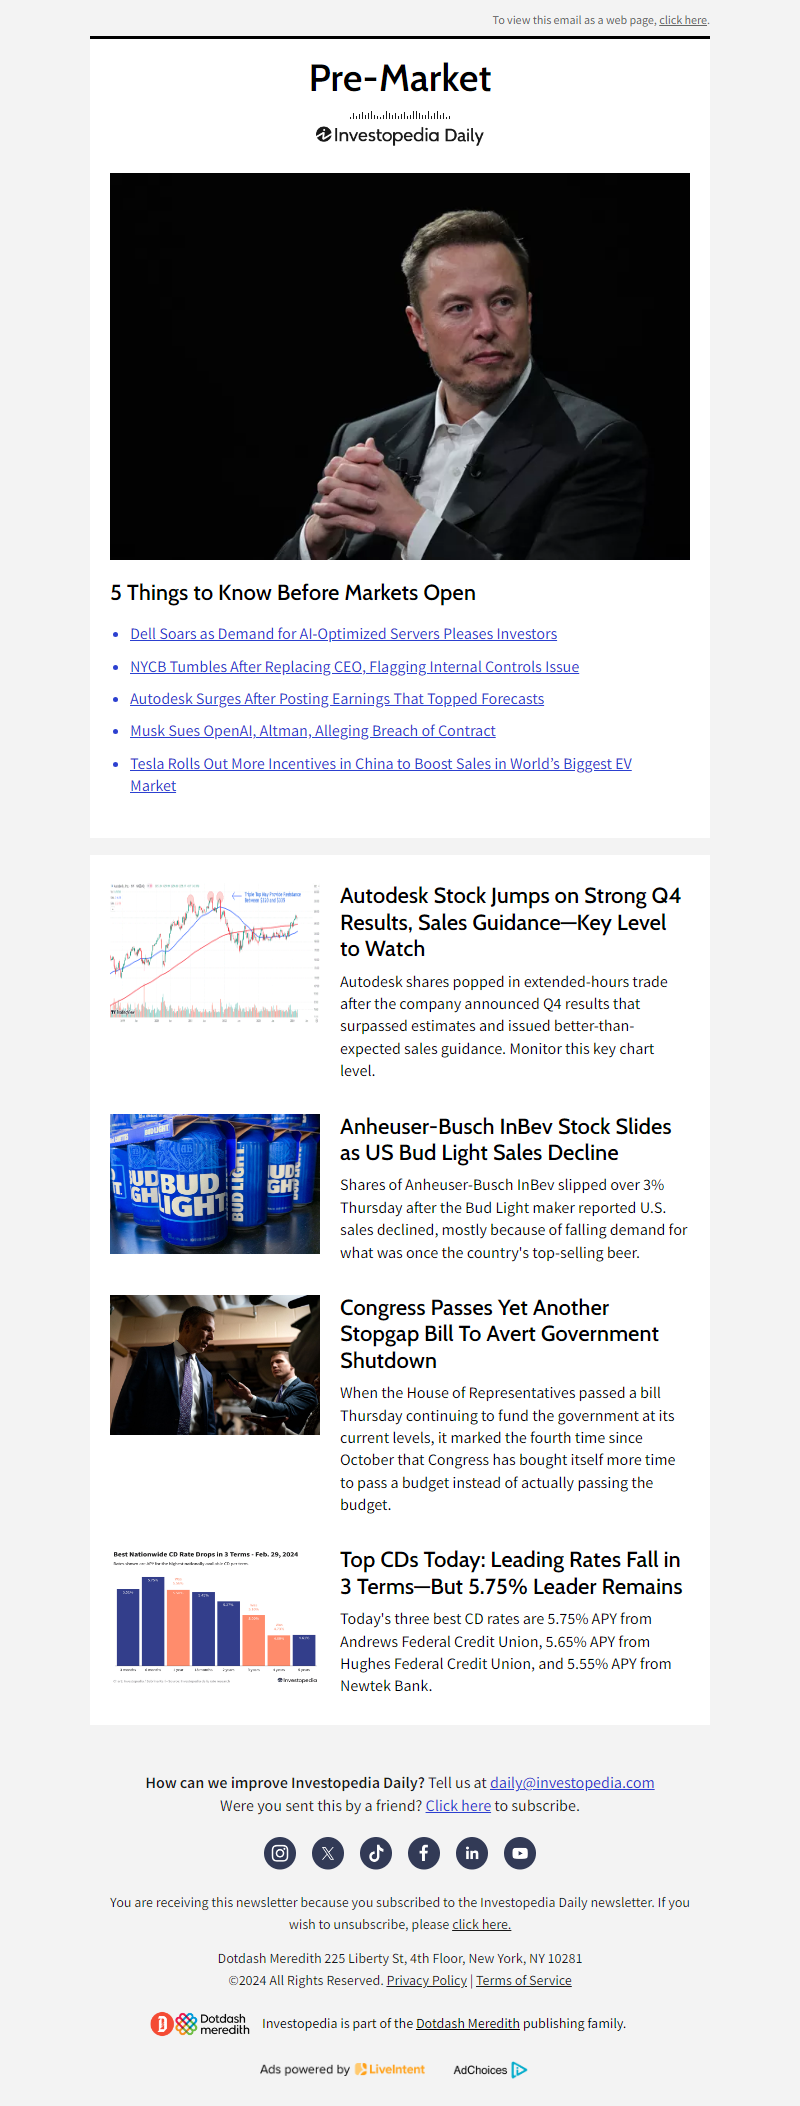 To view this email as a web page, click here.
Pre-Market
Investopedia Daily
5 Things to Know Before Markets Open
Dell Soars as Demand for AI-Optimized Servers Pleases Investors
NYCB Tumbles After Replacing CEO, Flagging Internal Controls Issue
Autodesk Surges After Posting Earnings That Topped Forecasts
Musk Sues OpenAI, Altman, Alleging Breach of Contract
Tesla Rolls Out More Incentives in China to Boost Sales in World's Biggest EV
Market
Triple Top May Provide Resistance
Autodesk Stock Jumps on Strong Q4
Results, Sales Guidance—Key Level
to Watch
Autodesk shares popped in extended-hours trade
after the company announced Q4 results that
surpassed estimates and issued better-than-
expected sales guidance. Monitor this key chart
level.
BUD LIGHT
BUD
LIGHT
BUD LIGHT
Anheuser-Busch InBev Stock Slides
as US Bud Light Sales Decline
Shares of Anheuser-Busch InBev slipped over 3%
Thursday after the Bud Light maker reported U.S.
sales declined, mostly because of falling demand for
what was once the country's top-selling beer.
Congress Passes Yet Another
Stopgap Bill To Avert Government
Shutdown
When the House of Representatives passed a bill
Thursday continuing to fund the government at its
current levels, it marked the fourth time since
October that Congress has bought itself more time
to pass a budget instead of actually passing the
budget.
Best Nationwide CD Rate Drops in 3 Terms - Feb. 29, 2024
Investopedia
Top CDs Today: Leading Rates Fall in
3 Terms—But 5.75% Leader Remains
Today's three best CD rates are 5.75% APY from
Andrews Federal Credit Union, 5.65% APY from
Hughes Federal Credit Union, and 5.55% APY from
Newtek Bank.
How can we improve Investopedia Daily? Tell us at daily@investopedia.com
Were you sent this by a friend? Click here to subscribe.
You are receiving this newsletter because you subscribed to the Investopedia Daily newsletter. If you
wish to unsubscribe, please click here.
Dotdash Meredith 225 Liberty St, 4th Floor, New York, NY 10281
©2024 All Rights Reserved. Privacy Policy | Terms of Service
Dotdash
meredith
Investopedia is part of the Dotdash Meredith publishing family.
Ads powered by LiveIntent
AdChoices